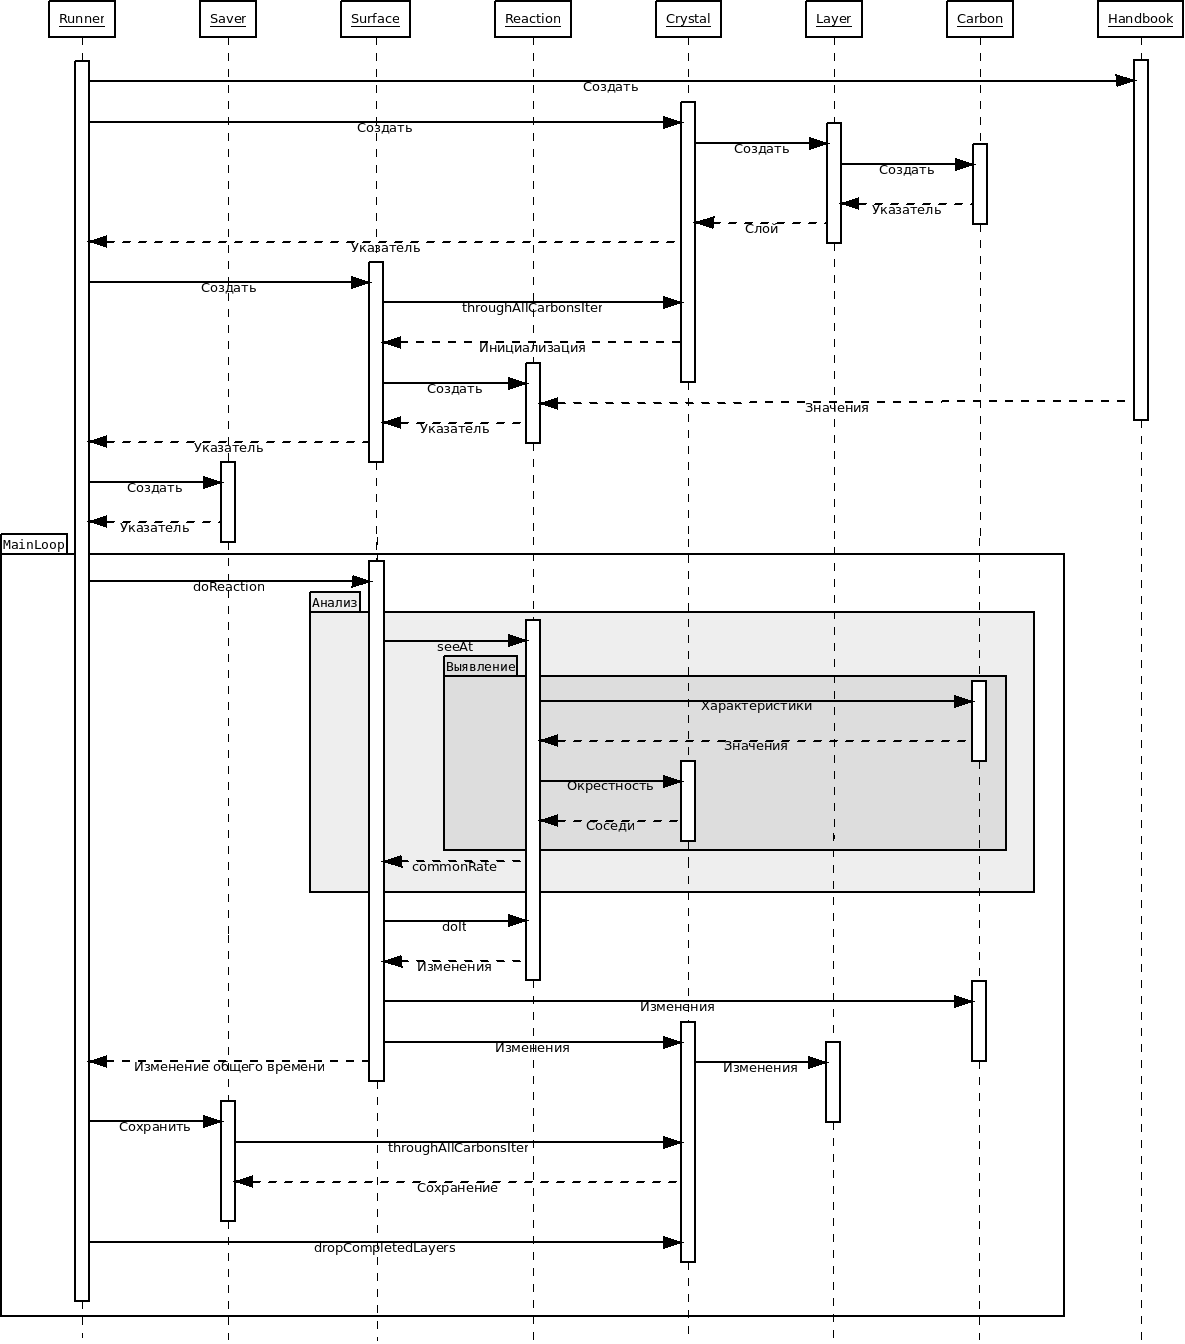 Runner
Saver
Surface
Reaction
Crystal
Layer
Carbon
Handbook
Создать
Создать
Создать
Создать
Указатель
Слой
Указатель
Создать
throughAllCarbonsIter
Инициализация
Создать
Значения
Указатель
Указатель
Создать
Указатель
MainLoop
doReaction
Анализ
seeAt
Выявление
Характеристики
Значения
Окрестность
Соседи
commonRate
doIt
Изменения
Изменения
Изменения
Изменение общего времени
Изменения
Сохранить
throughAllCarbonsIter
Сохранение
dropCompletedLayers